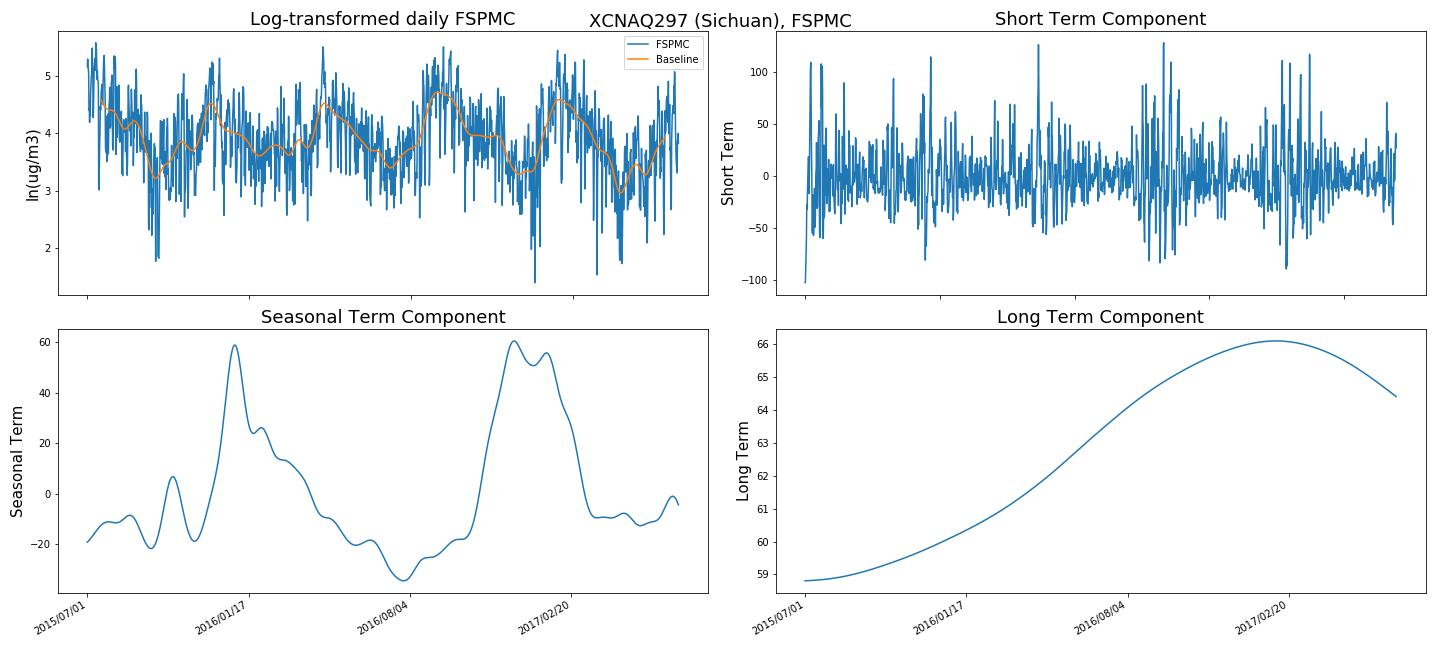 XCNAQ297 (Sichuan), FSPMC
Log-transformed daily FSPMC
ln(ug/m3)
5
4
3
2
FSPMC
Baseline
Short Term Component
Short Term
100
50
0
−50
−100
Seasonal Term Component
Seasonal Term
60
40
20
0
−20
2015/07/01
2016/01/17
2016/08/04
2017/02/20
Long Term Component
Long Term
66
65
64
63
62
61
60
59
2015/07/01
2016/01/17
2016/08/04
2017/02/20